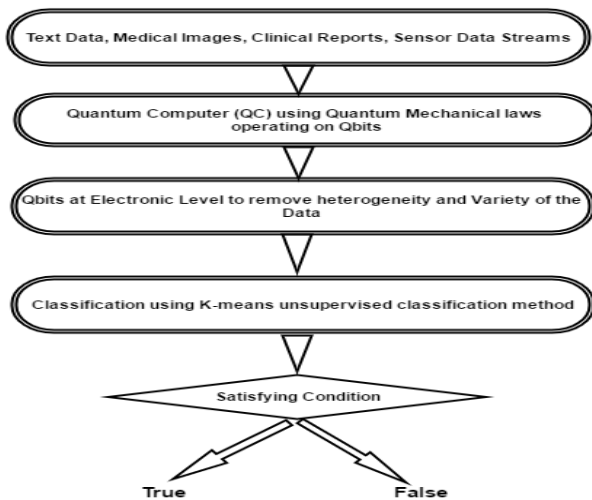 Text Data, Medical Images, Clinical Reports, Sensor Data Streams
Quantum Computer (QC) using Quantum Mechanical laws
operating on Qbits
Qbits at Electronic Level to remove heterogeneity and Variety of the
Data
Classification using K-means unsupervised classification method
Satisfying Condition
True
False